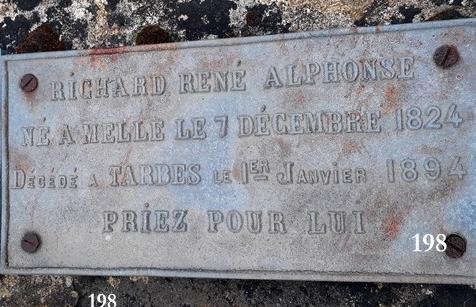 RICHARD RENÉ ALPHONSE
NÉ A MELLE LE 7 DÉCEMBRE 1824
DÉCÉDÉ A TARBES LE 1ER JANVIER 1894
PRIEZ POUR LUI
198
198